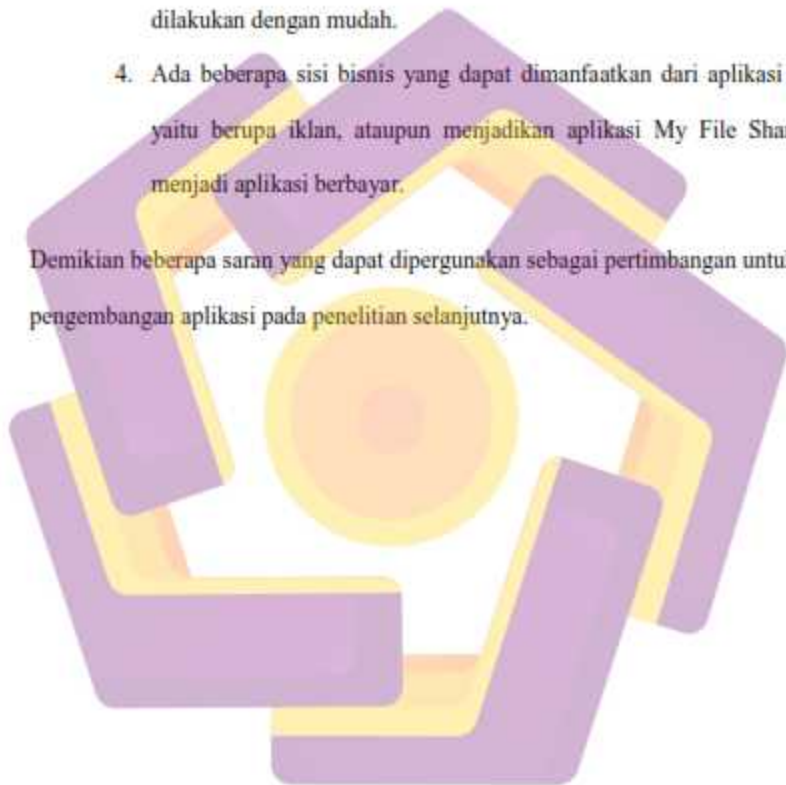 dilakukan dengan mudah.
4. Ada beberapa sisi bisnis yang dapat dimanfaatkan dari aplikasi
yaitu berupa iklan, ataupun menjadikan aplikasi My File
menjadi aplikasi berbayar.
Demikian beberapa saran yang dapat dipergunakan sebagai pertimbangan
pengembangan aplikasi pada penelitian selanjutnya.